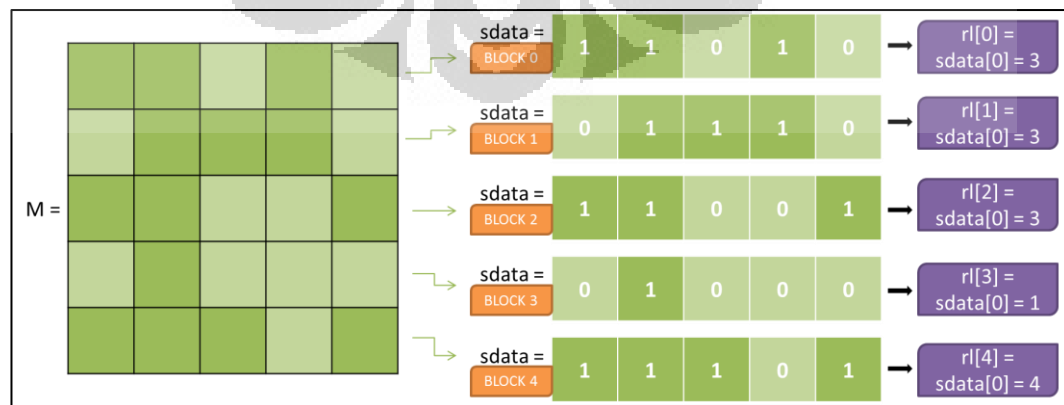 M =
sdata =
BLOCK 0
1 1 0 1 0
rl[0] =
sdata[0] = 3
sdata =
BLOCK 1
0 1 1 1 0
rl[1] =
sdata[0] = 3
sdata =
BLOCK 2
1 1 0 0 1
rl[2] =
sdata[0] = 3
sdata =
BLOCK 3
0 1 0 0 0
rl[3] =
sdata[0] = 1
sdata =
BLOCK 4
1 1 1 0 1
rl[4] =
sdata[0] = 4